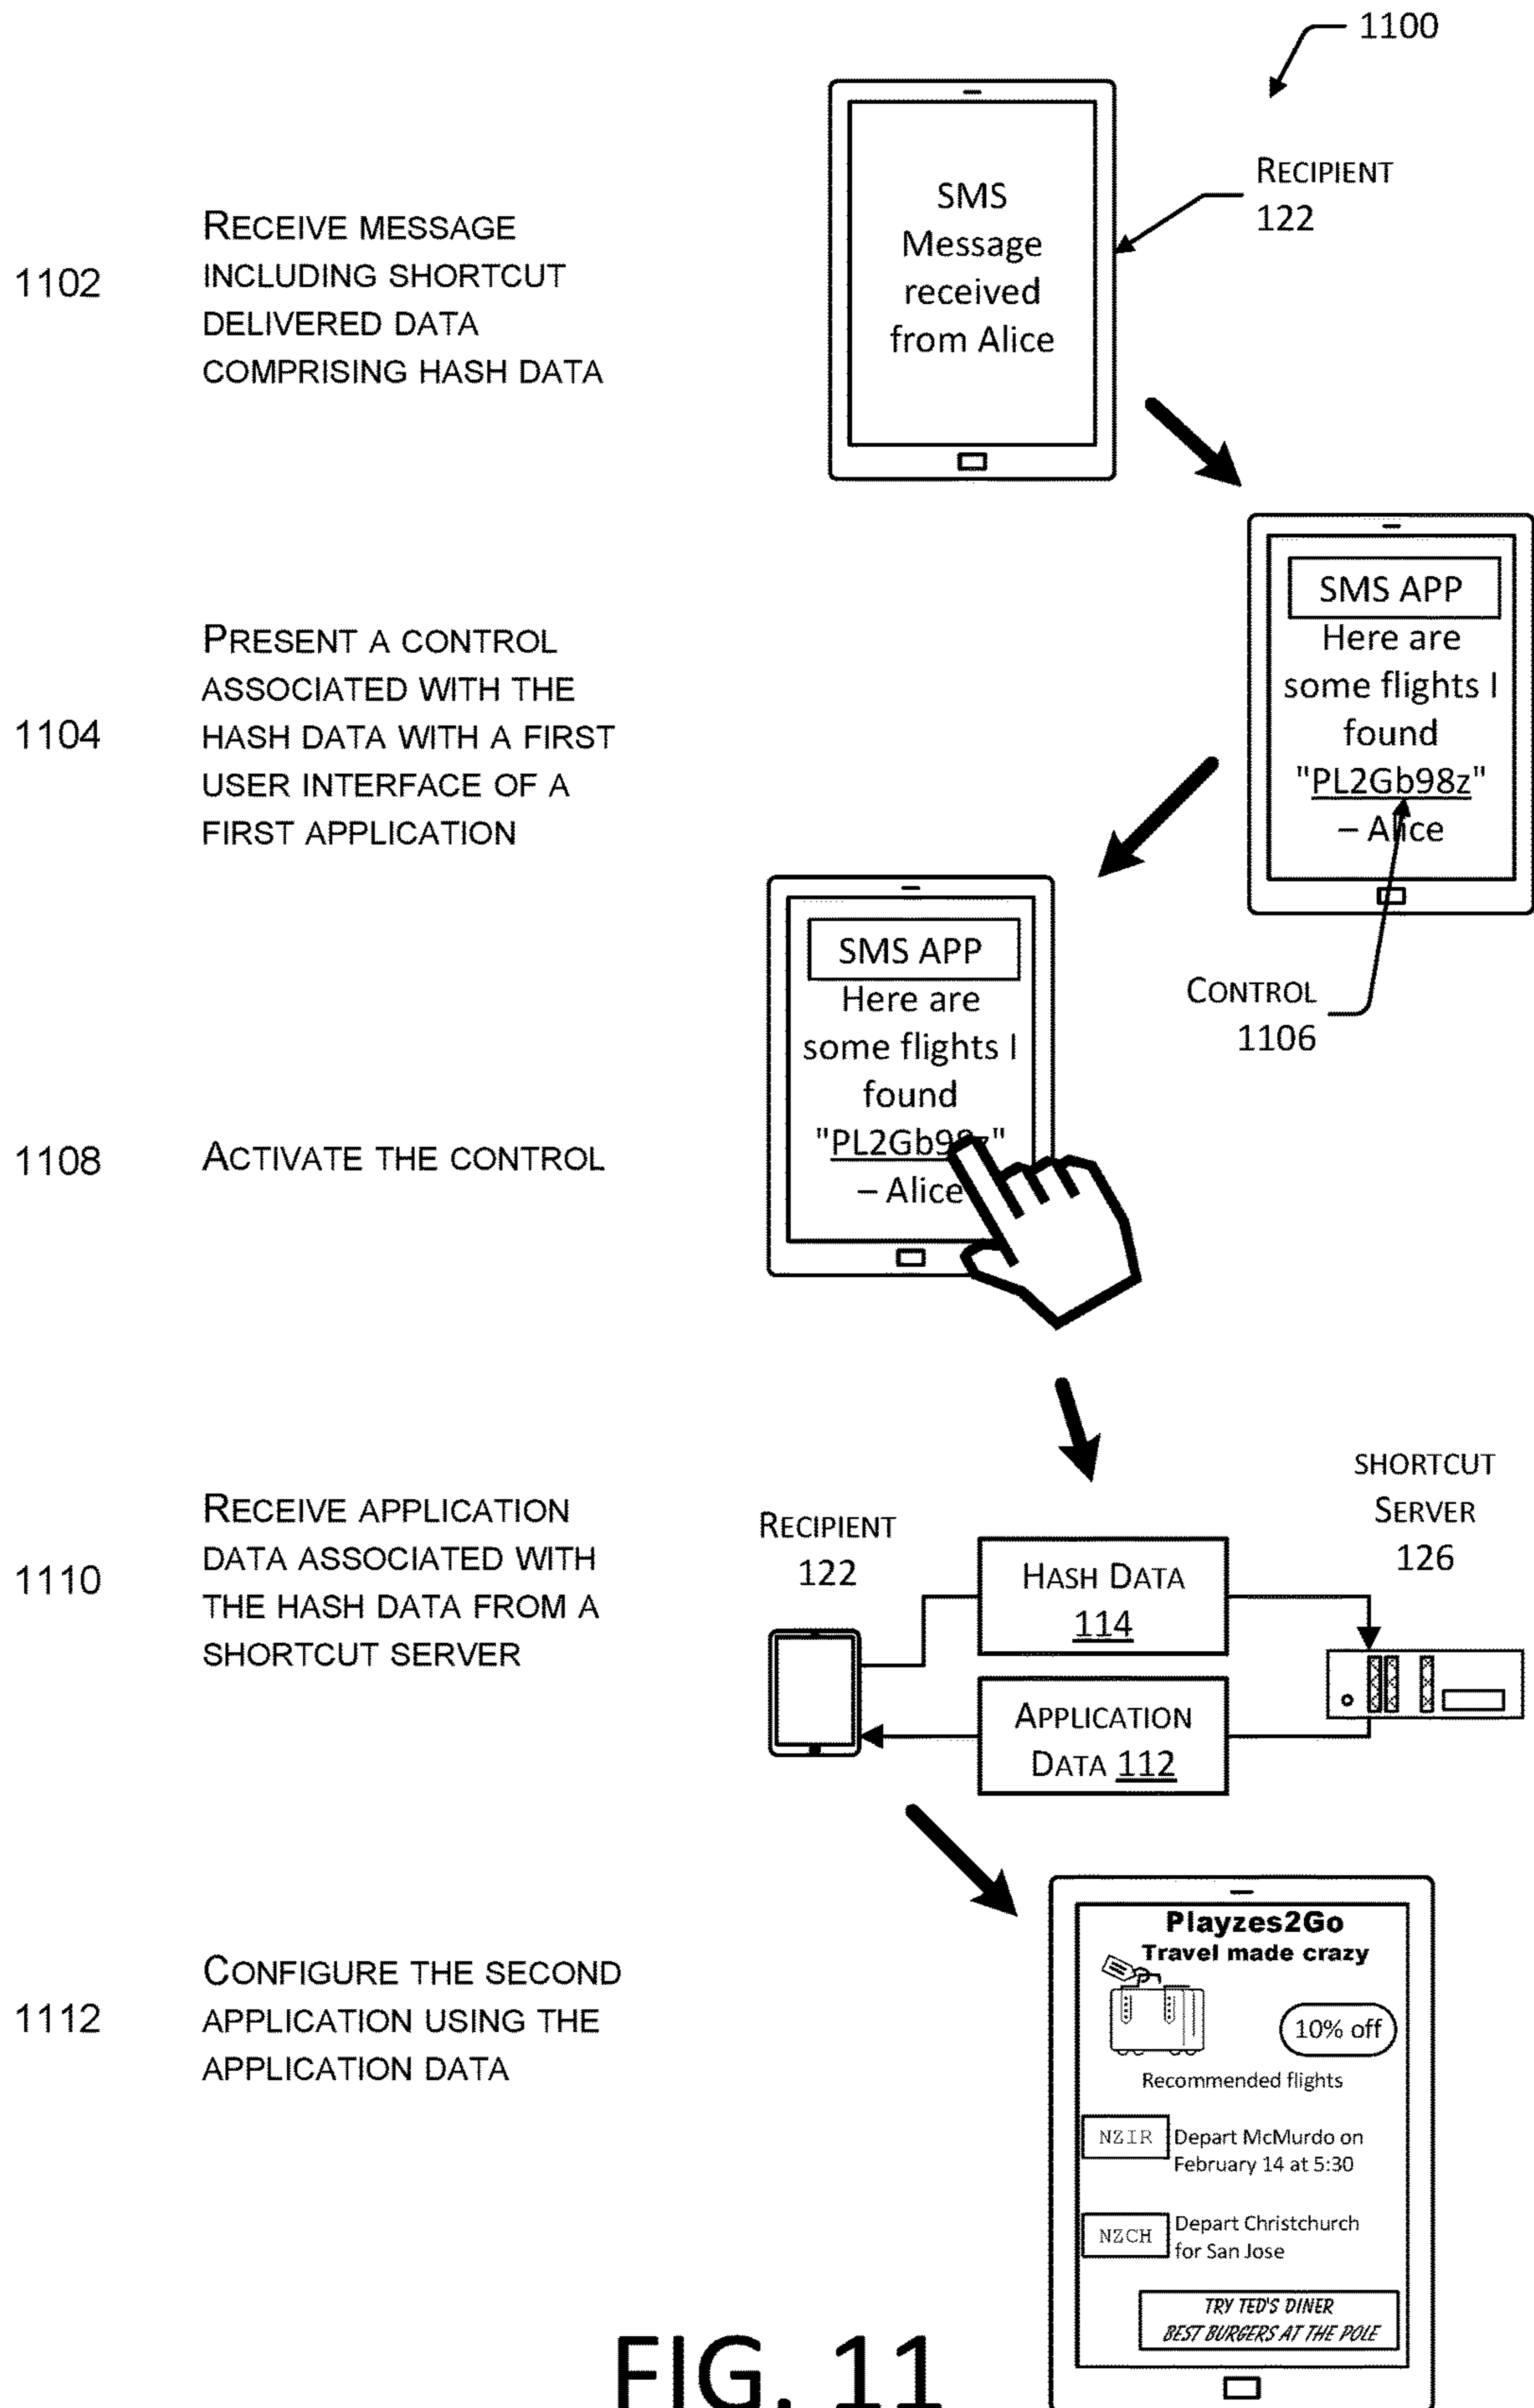 1100
SMS
Message
received
from Alice
RECIPIENT
122
1102
RECEIVE MESSAGE
INCLUDING SHORTCUT
DELIVERED DATA
COMPRISING HASH DATA
SMS APP
Here are
some flights I
found
"PL2Gb98z"
– Alice
1104
PRESENT A CONTROL
ASSOCIATED WITH THE
HASH DATA WITH A FIRST
USER INTERFACE OF A
FIRST APPLICATION
CONTROL
1106
SMS APP
Here are
some flights I
found
"PL2Gb98z"
– Alice
1108
ACTIVATE THE CONTROL
1110
RECEIVE APPLICATION
DATA ASSOCIATED WITH
THE HASH DATA FROM A
SHORTCUT SERVER
RECIPIENT
122
HASH DATA
114
APPLICATION
DATA 112
SHORTCUT
SERVER
126
1112
CONFIGURE THE SECOND
APPLICATION USING THE
APPLICATION DATA
Playzes2Go
Travel made crazy
10% off
Recommended flights
NZIR
Depart McMurdo on
February 14 at 5:30
NZCH
Depart Christchurch
for San Jose
TRY TED'S DINER
BEST BURGERS AT THE POLE
FIG. 11